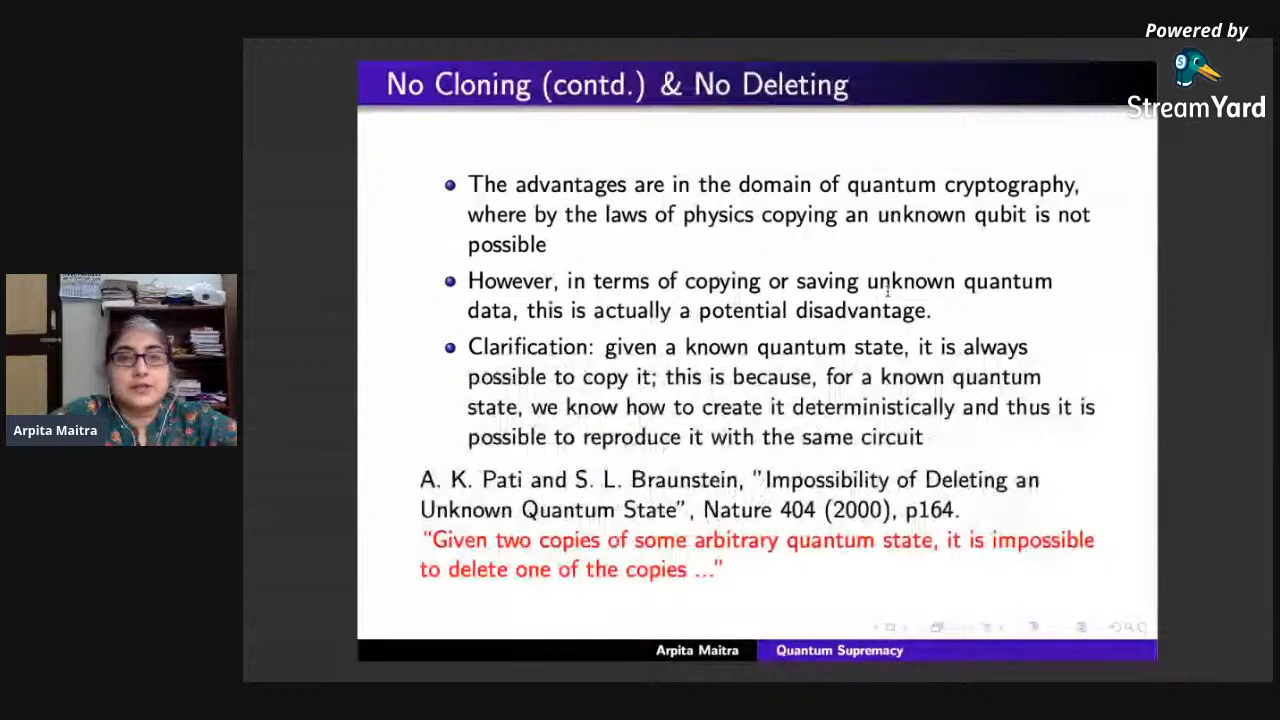 Powered by
StreamYard
No Cloning (contd.) & No Deleting
The advantages are in the domain of quantum cryptography,
where by the laws of physics copying an unknown qubit is not
possible
However, in terms of copying or saving unknown quantum
data, this is actually a potential disadvantage.
Clarification: given a known quantum state, it is always
possible to copy it; this is because, for a known quantum
state, we know how to create it deterministically and thus it is
possible to reproduce it with the same circuit
A. K. Pati and S. L. Braunstein, "Impossibility of Deleting an
Unknown Quantum State", Nature 404 (2000), p164.
"Given two copies of some arbitrary quantum state, it is impossible
to delete one of the copies ..."
Arpita Maitra
Arpita Maitra
Quantum Supremacy